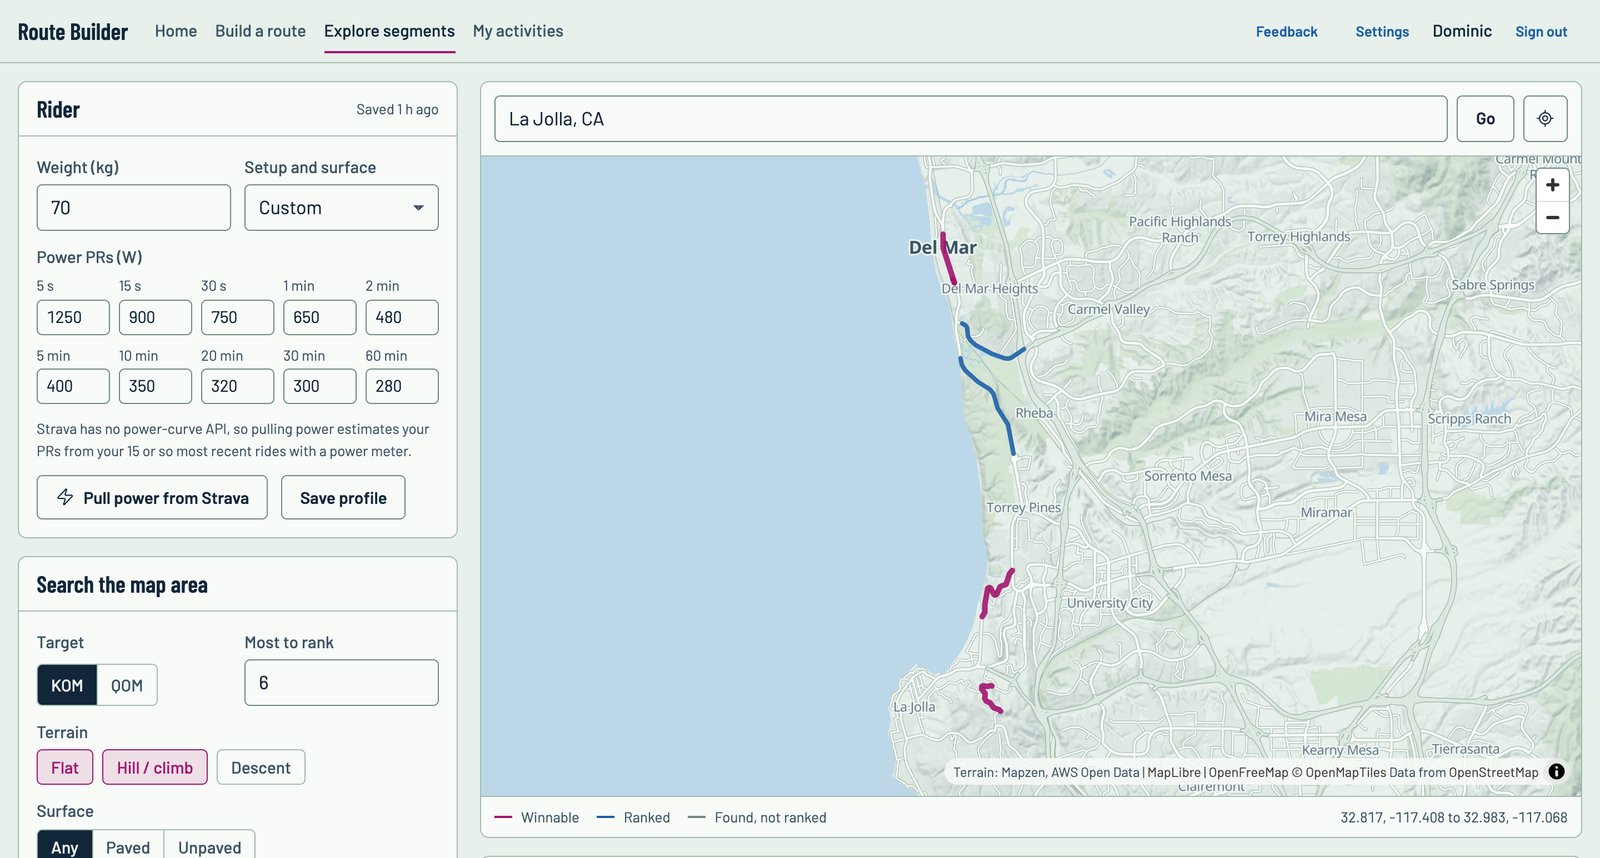 Route Builder
Home
Build a route
Explore segments
My activities
Feedback
Settings
Dominic
Sign out
Rider
Saved 1 h ago
Weight (kg)
Setup and surface
70
Custom
Power PRs (W)
5 s
15 s
30 s
1 min
2 min
1250
900
750
650
480
5 min
10 min
20 min
30 min
60 min
400
350
320
300
280
Strava has no power-curve API, so pulling power estimates your
PRs from your 15 or so most recent rides with a power meter.
Pull power from Strava
Save profile
Search the map area
Target
Most to rank
KOM
QOM
6
Terrain
Flat
Hill / climb
Descent
Surface
Any
Paved
Unpaved
La Jolla, CA
Go
Carmel Mount
+
−
Pacific Highlands
Ranch
Torrey Highlands
Del Mar
Del Mar Heights
Sabre Springs
Carmel Valley
Rheba
Mira Mesa
Scripps Ranch
Sorrento Mesa
Torrey Pines
Miramar
University City
La Jolla
Kearny Mesa
Tierrasanta
Terrain: Mapzen, AWS Open Data | MapLibre | OpenFreeMap © OpenMapTiles Data from OpenStreetMap
Clairemont
Winnable
Ranked
Found, not ranked
32.817, -117.408 to 32.983, -117.068